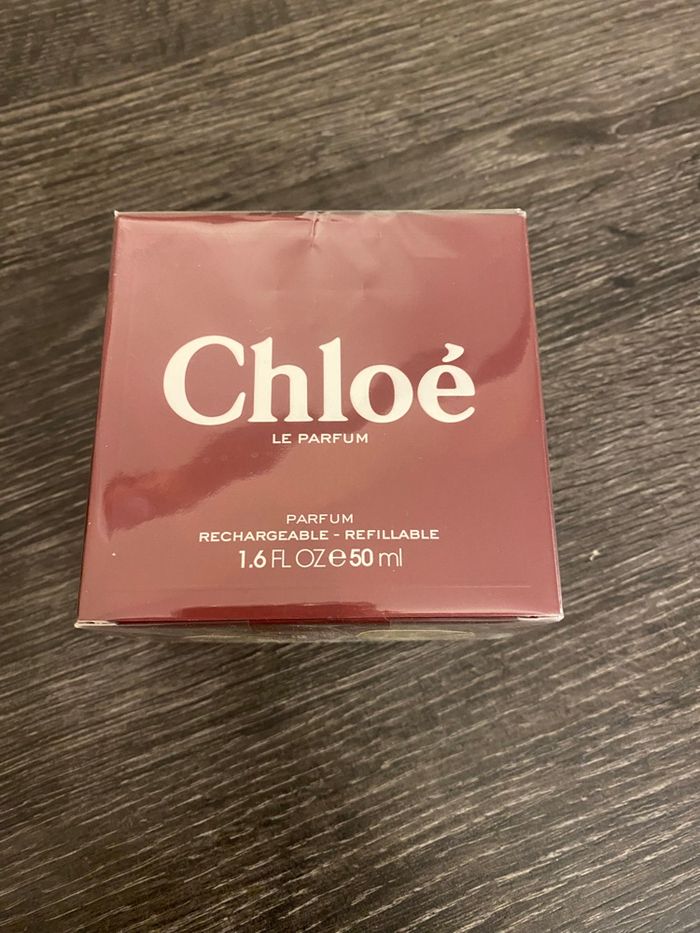 Chloé
LE PARFUM
PARFUM
RECHARGEABLE - REFILLABLE
1.6 FL OZ e 50 ml